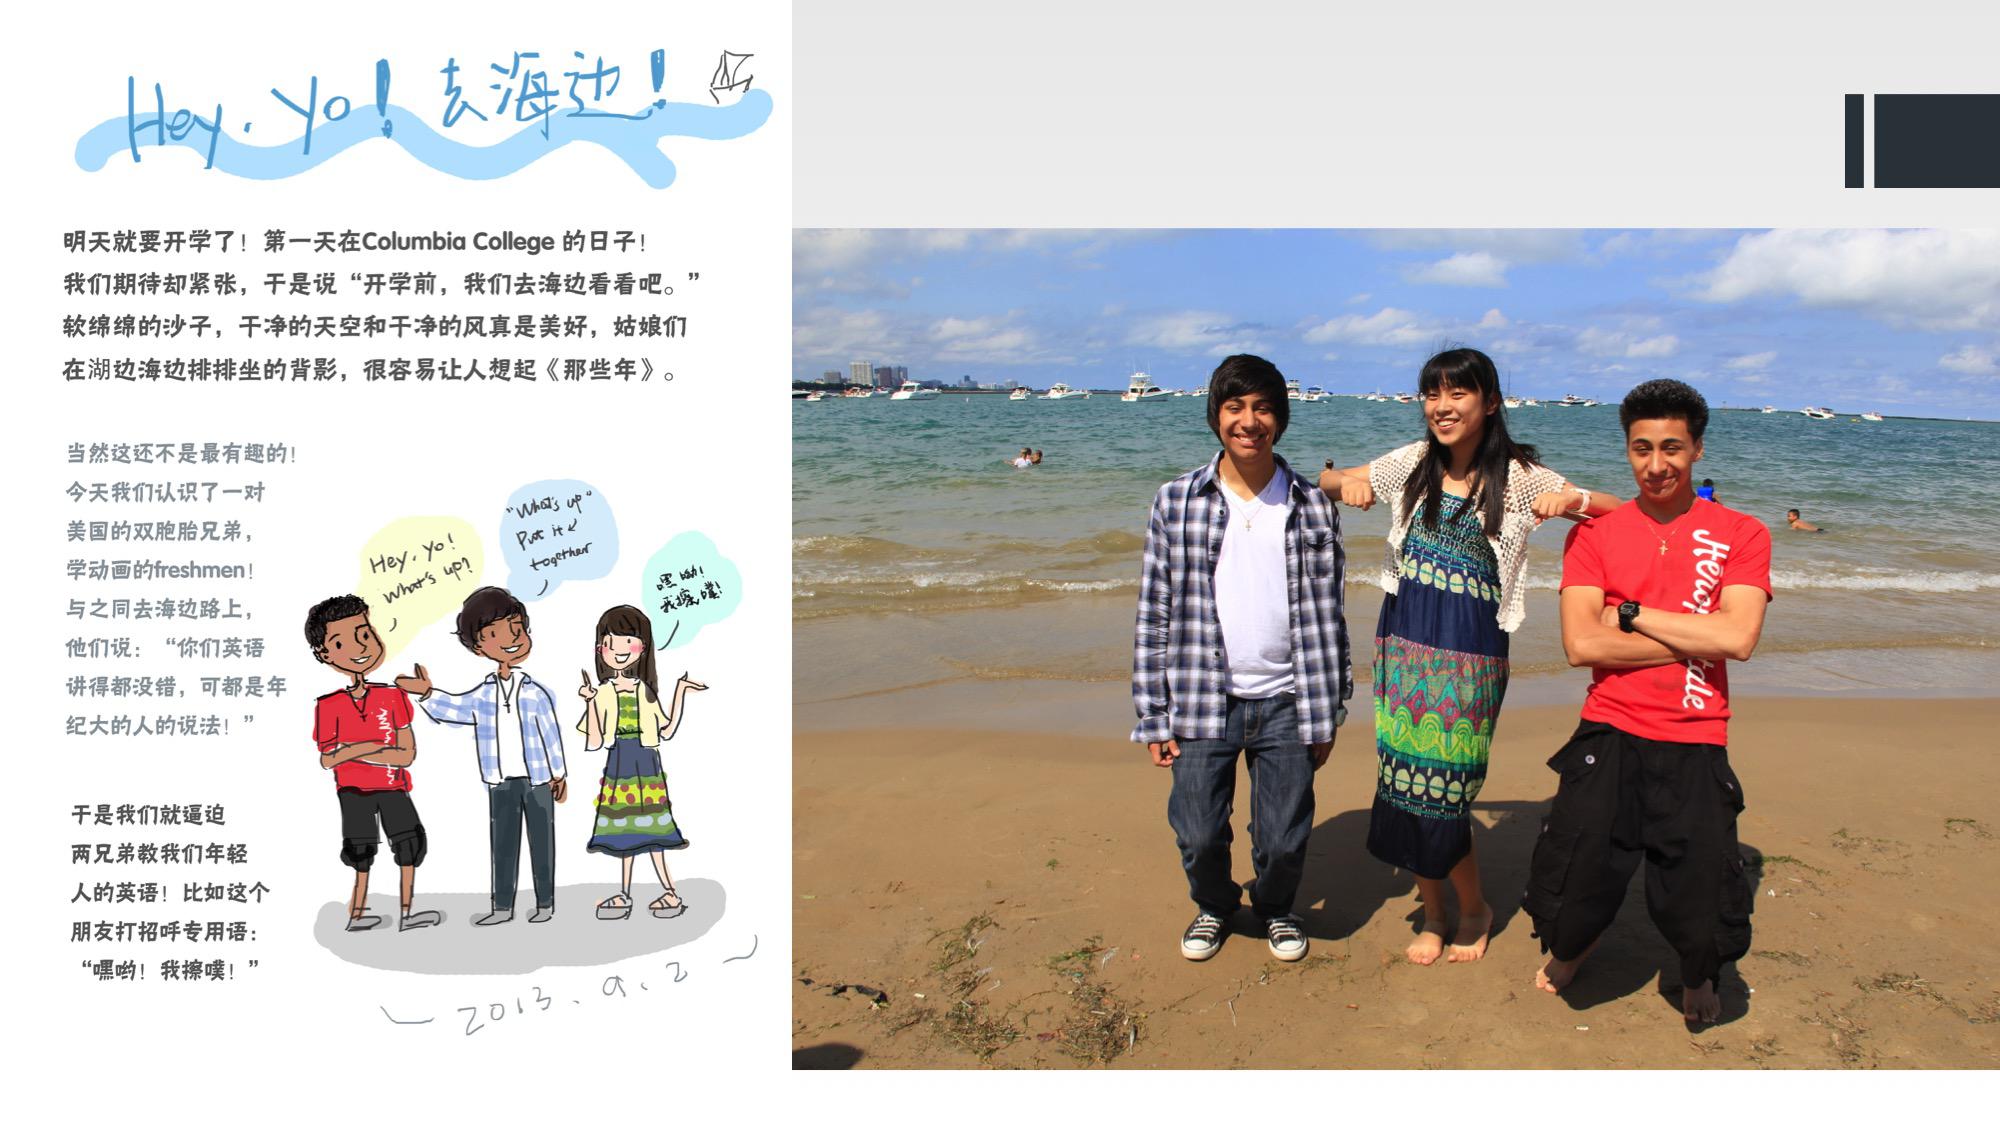 Hey, Yo! 去海边!
明天就要开学了！第一天在Columbia College 的日子！
我们期待却紧张，于是说“开学前，我们去海边看看吧。”
软绵绵的沙子，干净的天空和干净的风真是美好，姑娘们
在湖边海边排排坐的背影，很容易让人想起《那些年》。
当然这还不是最有趣的！
今天我们认识了一对
美国的双胞胎兄弟，
学动画的freshmen！
与之同去海边路上，
他们说：“你们英语
讲得都没错，可都是年
纪大的人的说法！”
于是我们就逼迫
两兄弟教我们年轻
人的英语！比如这个
朋友打招呼专用语：
“嘿哟！我擦噗！”
Hey, Yo!
What's up?
"What's up"
Put it
together
嘿呦!
我擦噗!
2013.9.2